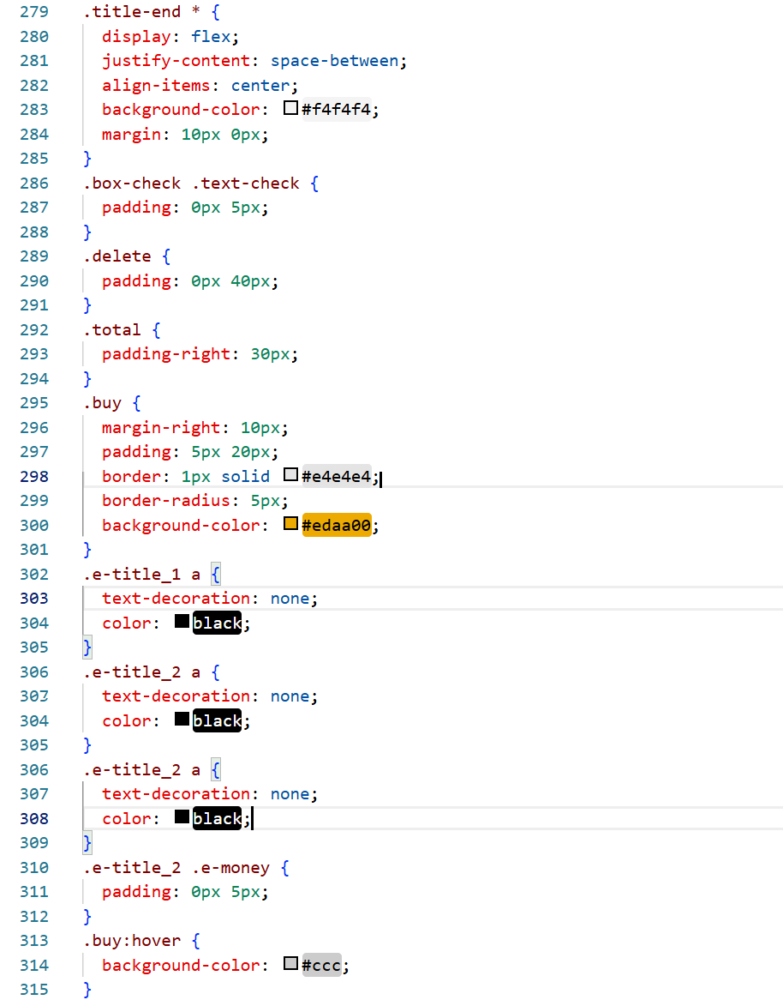 279 .title-end * {
280 display: flex;
281 justify-content: space-between;
282 align-items: center;
283 background-color: #f4f4f4;
284 margin: 10px 0px;
285 }
286 .box-check .text-check {
287 padding: 0px 5px;
288 }
289 .delete {
290 padding: 0px 40px;
291 }
292 .total {
293 padding-right: 30px;
294 }
295 .buy {
296 margin-right: 10px;
297 padding: 5px 20px;
298 border: 1px solid #e4e4e4;
299 border-radius: 5px;
300 background-color: #edaa00;
301 }
302 .e-title_1 a {
303 text-decoration: none;
304 color: black;
305 }
306 .e-title_2 a {
307 text-decoration: none;
304 color: black;
305 }
306 .e-title_2 a {
307 text-decoration: none;
308 color: black;
309 }
310 .e-title_2 .e-money {
311 padding: 0px 5px;
312 }
313 .buy:hover {
314 background-color: #ccc;
315 }